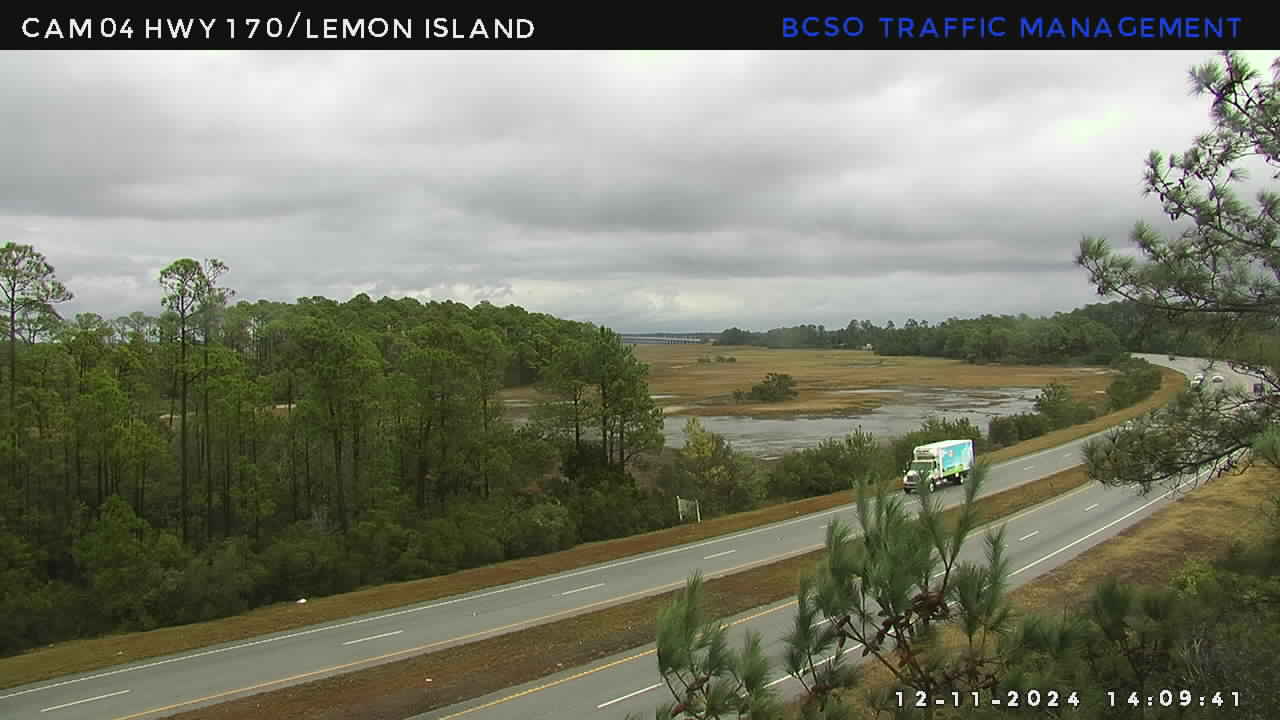 CAM04 HWY 170/LEMON ISLAND
BCSO TRAFFIC MANAGEMENT
12-11-2024 14:09:41